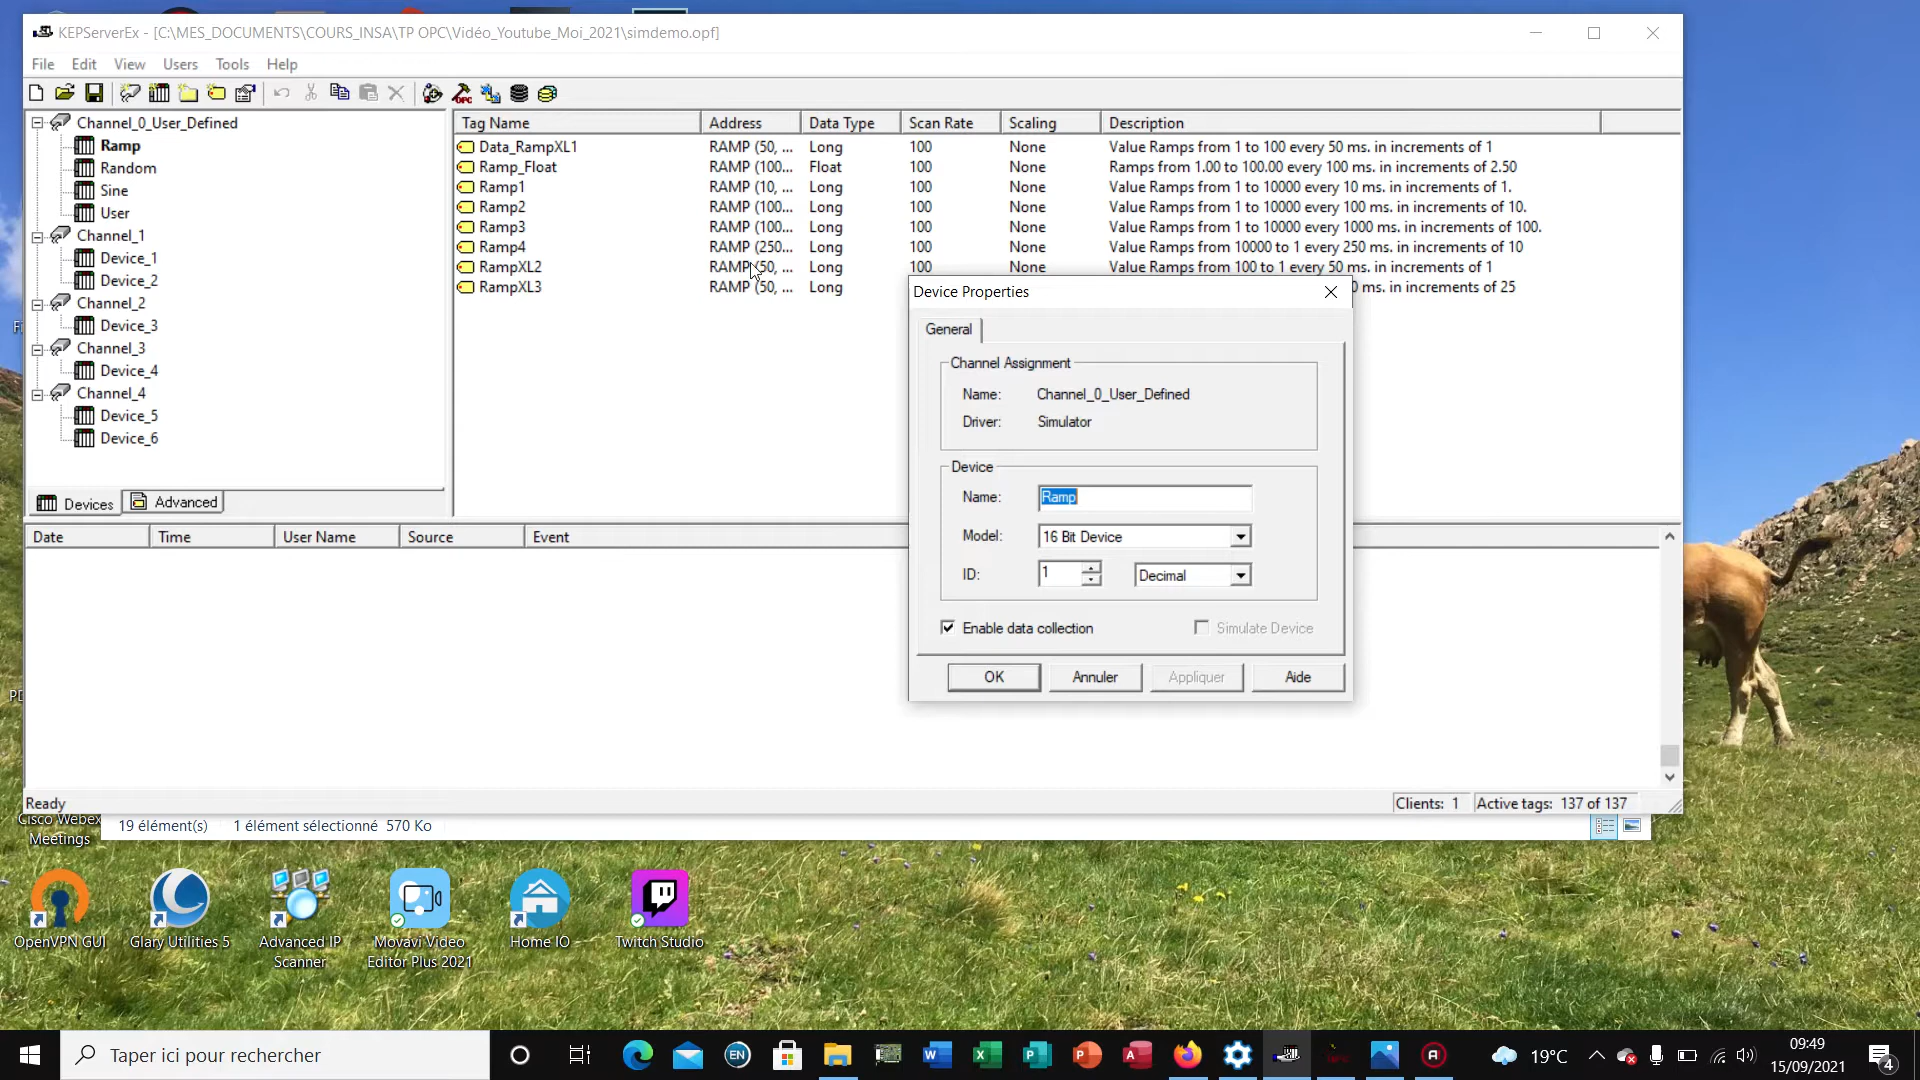 KEPServerEx - [C:\MES_DOCUMENTS\COURS_INSA\TP OPC\Vidéo_Youtube_Moi_2021\simdemo.opf]
File Edit View Users Tools Help
Channel_0_User_Defined
Ramp
Random
Sine
User
Channel_1
Device_1
Device_2
Channel_2
Device_3
Channel_3
Device_4
Channel_4
Device_5
Device_6
Devices Advanced
Tag Name Address Data Type Scan Rate Scaling Description
Data_RampXL1 RAMP (50, ... Long 100 None Value Ramps from 1 to 100 every 50 ms. in increments of 1
Ramp_Float RAMP (100... Float 100 None Ramps from 1.00 to 100.00 every 100 ms. in increments of 2.50
Ramp1 RAMP (10, ... Long 100 None Value Ramps from 1 to 10000 every 10 ms. in increments of 1.
Ramp2 RAMP (100... Long 100 None Value Ramps from 1 to 10000 every 100 ms. in increments of 10.
Ramp3 RAMP (100... Long 100 None Value Ramps from 1 to 10000 every 1000 ms. in increments of 100.
Ramp4 RAMP (250... Long 100 None Value Ramps from 10000 to 1 every 250 ms. in increments of 10
RampXL2 RAMP (50, ... Long 100 None Value Ramps from 100 to 1 every 50 ms. in increments of 1
RampXL3 RAMP (50, ... Long 0 ms. in increments of 25
Device Properties
General
Channel Assignment
Name: Channel_0_User_Defined
Driver: Simulator
Device
Name: Ramp
Model: 16 Bit Device
ID: 1 Decimal
Enable data collection Simulate Device
OK Annuler Appliquer Aide
Date Time User Name Source Event
Ready Clients: 1 Active tags: 137 of 137
19 élément(s) 1 élément sélectionné 570 Ko
Cisco Webex
Meetings
OpenVPN GUI
Glary Utilities 5
Advanced IP
Scanner
Movavi Video
Editor Plus 2021
Home IO
Twitch Studio
Taper ici pour rechercher
19°C
09:49
15/09/2021
4